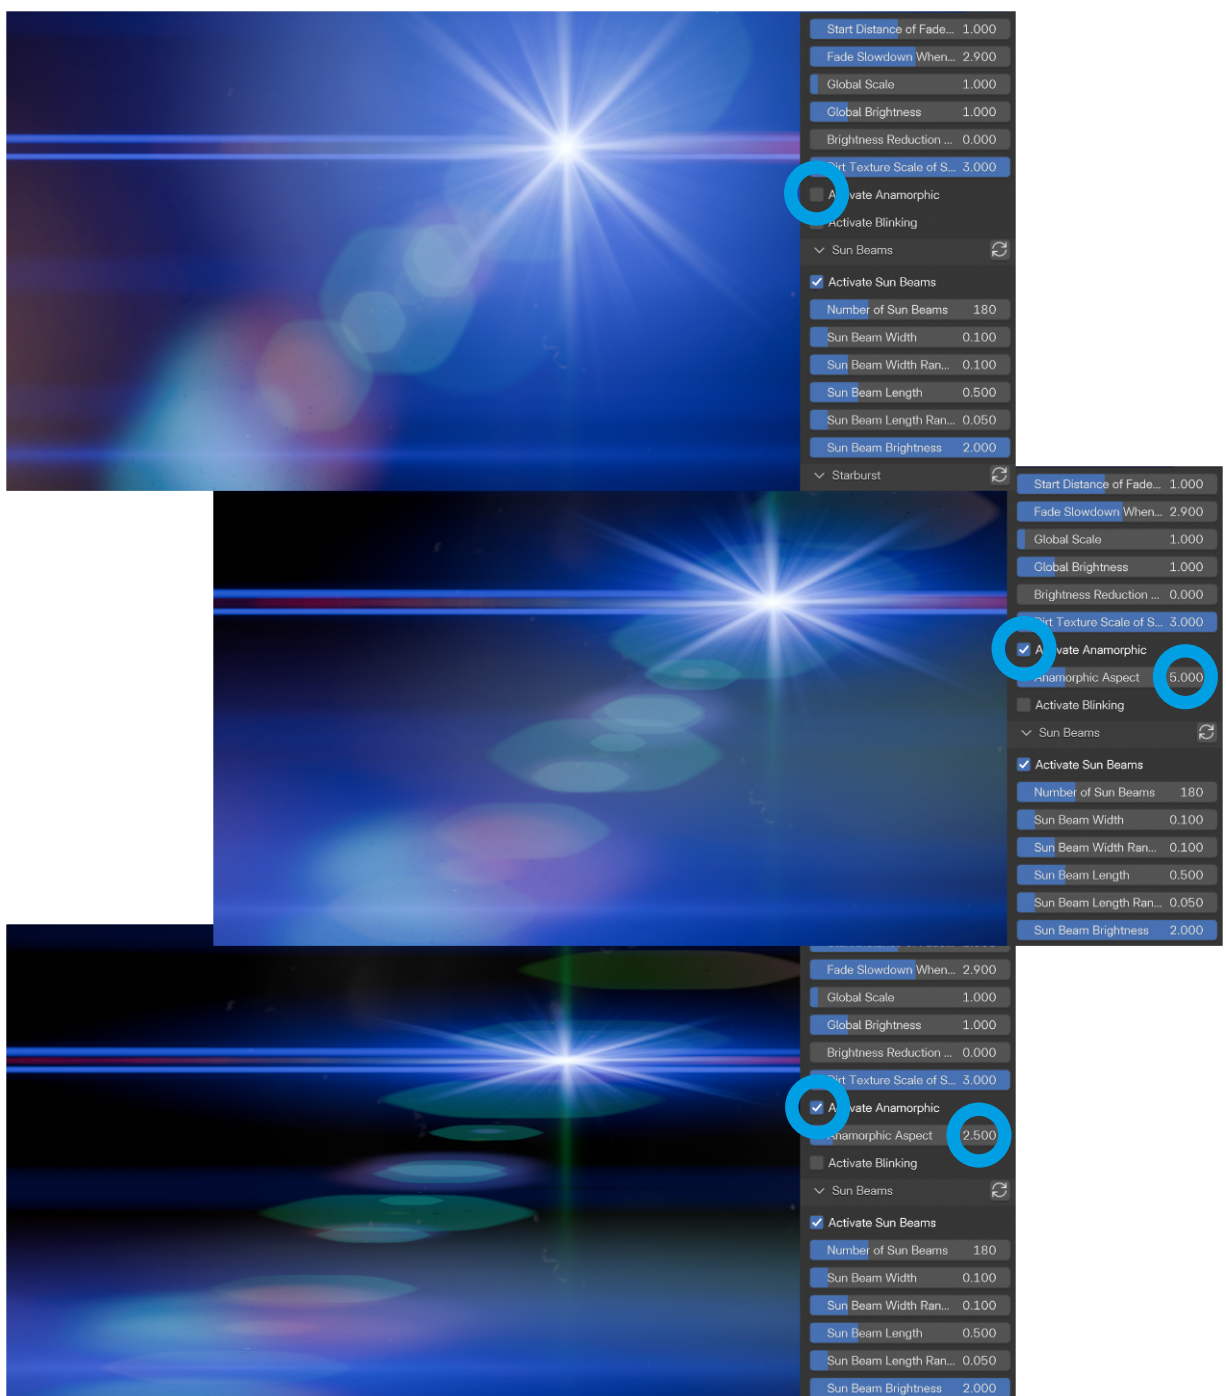 Start Distance of Fade... 1.000
Fade Slowdown When... 2.900
Global Scale 1.000
Global Brightness 1.000
Brightness Reduction ... 0.000
Dirt Texture Scale of S... 3.000
Activate Anamorphic
Activate Blinking
Sun Beams
Activate Sun Beams
Number of Sun Beams 180
Sun Beam Width 0.100
Sun Beam Width Ran... 0.100
Sun Beam Length 0.500
Sun Beam Length Ran... 0.050
Sun Beam Brightness 2.000
Starburst
Start Distance of Fade... 1.000
Fade Slowdown When... 2.900
Global Scale 1.000
Global Brightness 1.000
Brightness Reduction ... 0.000
Dirt Texture Scale of S... 3.000
Activate Anamorphic
Anamorphic Aspect 5.000
Activate Blinking
Sun Beams
Activate Sun Beams
Number of Sun Beams 180
Sun Beam Width 0.100
Sun Beam Width Ran... 0.100
Sun Beam Length 0.500
Sun Beam Length Ran... 0.050
Sun Beam Brightness 2.000
Fade Slowdown When... 2.900
Global Scale 1.000
Global Brightness 1.000
Brightness Reduction ... 0.000
Dirt Texture Scale of S... 3.000
Activate Anamorphic
Anamorphic Aspect 2.500
Activate Blinking
Sun Beams
Activate Sun Beams
Number of Sun Beams 180
Sun Beam Width 0.100
Sun Beam Width Ran... 0.100
Sun Beam Length 0.500
Sun Beam Length Ran... 0.050
Sun Beam Brightness 2.000